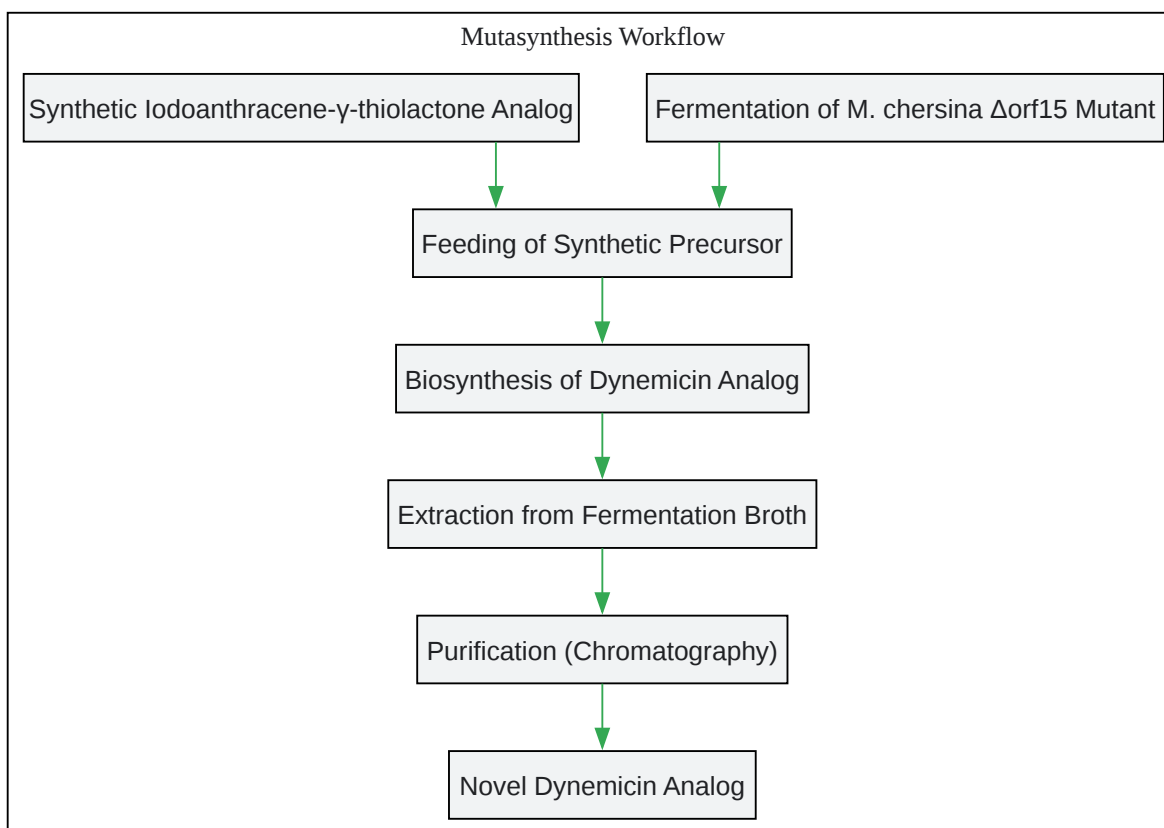 Mutasynthesis Workflow
Synthetic Iodoanthracene-γ-thiolactone Analog
Fermentation of M. chersina Δorf15 Mutant
Feeding of Synthetic Precursor
Biosynthesis of Dynemicin Analog
Extraction from Fermentation Broth
Purification (Chromatography)
Novel Dynemicin Analog